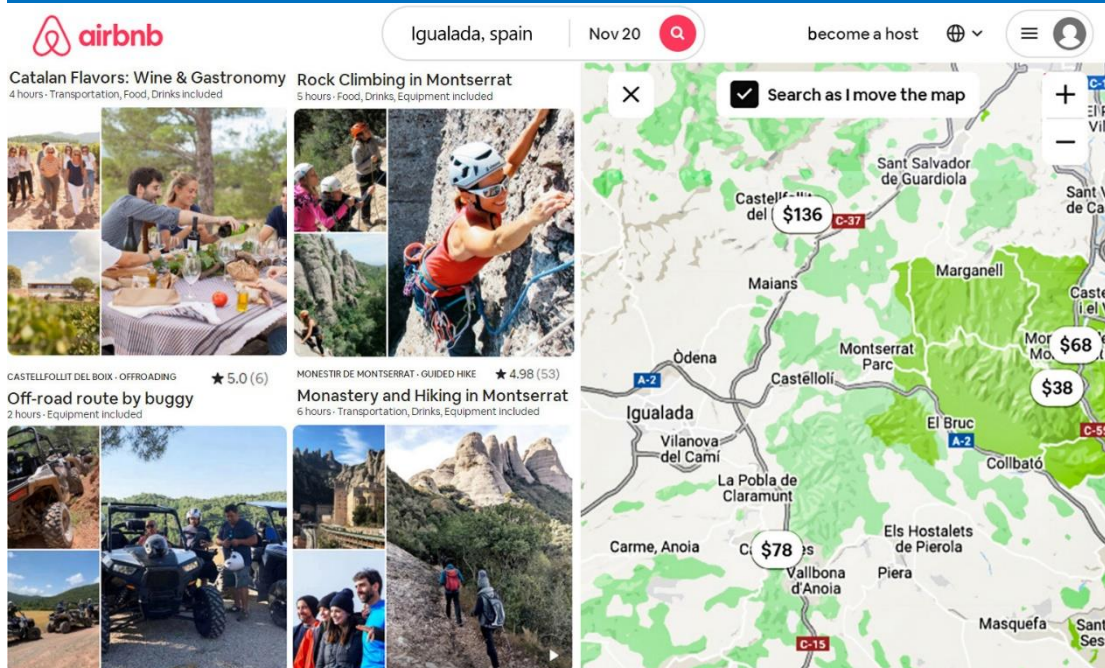 airbnb
Igualada, spain
Nov 20
become a host
Catalan Flavors: Wine & Gastronomy
4 hours · Transportation, Food, Drinks included
Rock Climbing in Montserrat
5 hours · Food, Drinks, Equipment included
CASTELLFOLLIT DEL BOIX · OFFROADING
★ 5.0 (6)
Off-road route by buggy
2 hours · Equipment included
MONESTIR DE MONTSERRAT · GUIDED HIKE
★ 4.98 (53)
Monastery and Hiking in Montserrat
6 hours · Transportation, Drinks, Equipment included
Search as I move the map
Sant Salvador
de Guardiola
del
$136
C-37
Marganell
Maians
$68
Montserrat
Parc
Òdena
Castellolí
$38
A-2
Igualada
El Bruc
A-2
Vilanova
del Camí
Collbató
La Pobla de
Claramunt
Els Hostalets
de Pierola
Carme, Anoia
$78
Vallbona
d'Anoia
Piera
Masquefa
C-15